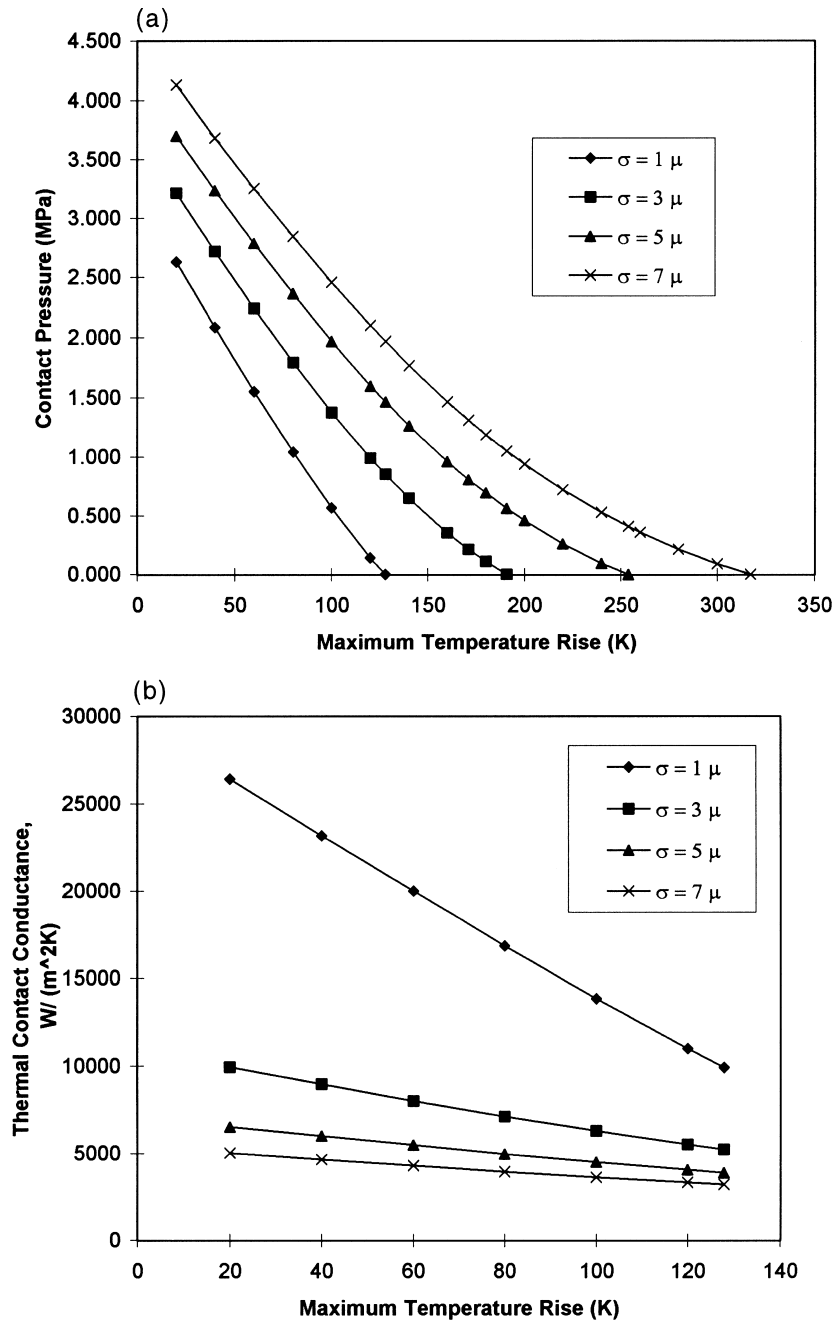 (a)
4.500
4.000
3.500
3.000
2.500
2.000
1.500
1.000
0.500
0.000
Contact Pressure (MPa)
σ = 1 μ
σ = 3 μ
σ = 5 μ
σ = 7 μ
0 50 100 150 200 250 300 350
Maximum Temperature Rise (K)
(b)
30000
25000
20000
15000
10000
5000
0
Thermal Contact Conductance,
W/ (m^2K)
σ = 1 μ
σ = 3 μ
σ = 5 μ
σ = 7 μ
0 20 40 60 80 100 120 140
Maximum Temperature Rise (K)